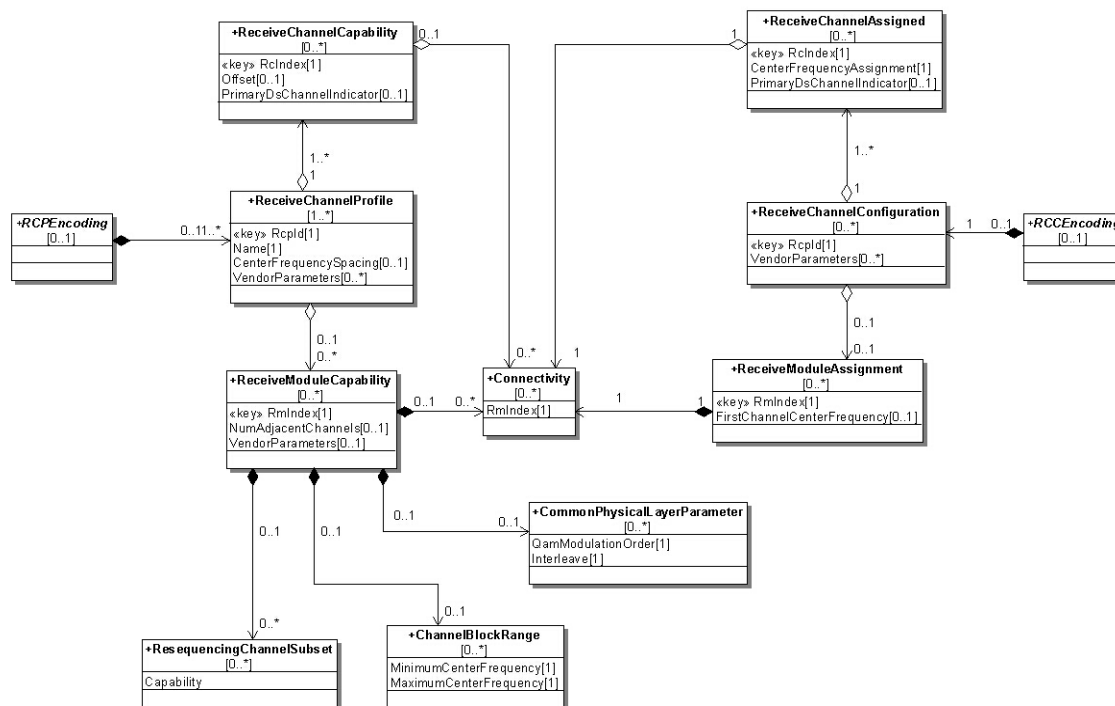 +ReceiveChannelCapability
[0..*]
«key» RcIndex[1]
Offset[0..1]
PrimaryDsChannelIndicator[0..1]
0..1
1
+ReceiveChannelAssigned
[0..*]
«key» RcIndex[1]
CenterFrequencyAssignment[1]
PrimaryDsChannelIndicator[0..1]
1..*
1
1..*
1
+RCPEncoding
[0..1]
0..11..*
+ReceiveChannelProfile
[1..*]
«key» RcpId[1]
Name[1]
CenterFrequencySpacing[0..1]
VendorParameters[0..*]
+ReceiveChannelConfiguration
[0..*]
«key» RcpId[1]
VendorParameters[0..*]
1
0..1
+RCCEncoding
[0..1]
0..1
0..*
0..*
1
0..1
0..1
+ReceiveModuleCapability
[0..*]
«key» RmIndex[1]
NumAdjacentChannels[0..1]
VendorParameters[0..1]
0..1
0..*
+Connectivity
[0..*]
RmIndex[1]
1
1
+ReceiveModuleAssignment
[0..*]
«key» RmIndex[1]
FirstChannelCenterFrequency[0..1]
0..1
0..1
0..1
0..1
+CommonPhysicalLayerParameter
[0..*]
QamModulationOrder[1]
Interleave[1]
0..*
0..1
+ResequencingChannelSubset
[0..*]
Capability
+ChannelBlockRange
[0..*]
MinimumCenterFrequency[1]
MaximumCenterFrequency[1]